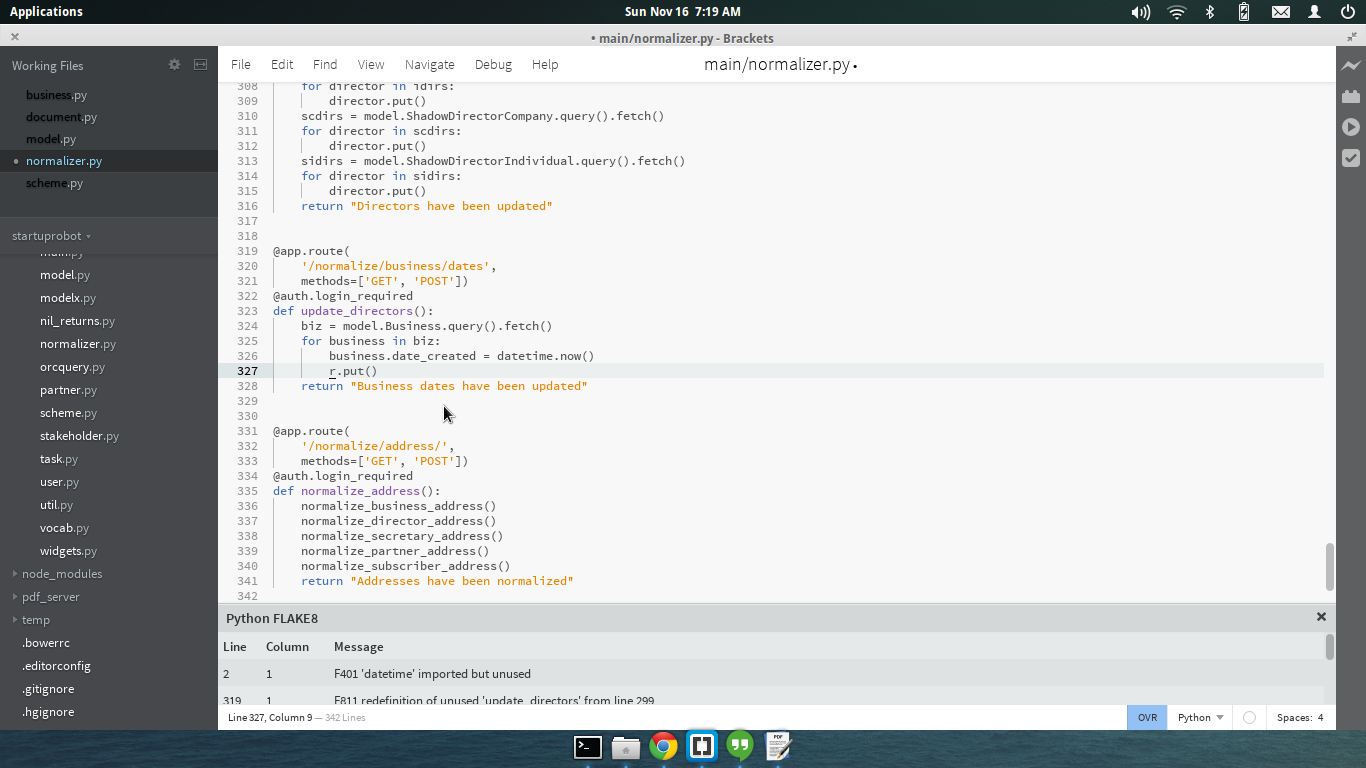 Applications
Sun Nov 16 7:19 AM
• main/normalizer.py - Brackets
Working Files
business.py
document.py
model.py
normalizer.py
scheme.py
startuprobot
main.py
model.py
modelx.py
nil_returns.py
normalizer.py
orcquery.py
partner.py
scheme.py
stakeholder.py
task.py
user.py
util.py
vocab.py
widgets.py
node_modules
pdf_server
temp
.bowerrc
.editorconfig
.gitignore
.hgignore
File Edit Find View Navigate Debug Help
main/normalizer.py •
308 for director in idirs:
309 director.put()
310 scdirs = model.ShadowDirectorCompany.query().fetch()
311 for director in scdirs:
312 director.put()
313 sidirs = model.ShadowDirectorIndividual.query().fetch()
314 for director in sidirs:
315 director.put()
316 return "Directors have been updated"
317
318
319 @app.route(
320 '/normalize/business/dates',
321 methods=['GET', 'POST'])
322 @auth.login_required
323 def update_directors():
324 biz = model.Business.query().fetch()
325 for business in biz:
326 business.date_created = datetime.now()
327 r.put()
328 return "Business dates have been updated"
329
330
331 @app.route(
332 '/normalize/address/',
333 methods=['GET', 'POST'])
334 @auth.login_required
335 def normalize_address():
336 normalize_business_address()
337 normalize_director_address()
338 normalize_secretary_address()
339 normalize_partner_address()
340 normalize_subscriber_address()
341 return "Addresses have been normalized"
342
Python FLAKE8
Line Column Message
2 1 F401 'datetime' imported but unused
319 1 F811 redefinition of unused 'update_directors' from line 299
Line 327, Column 9 — 342 Lines
OVR Python Spaces: 4
PDF